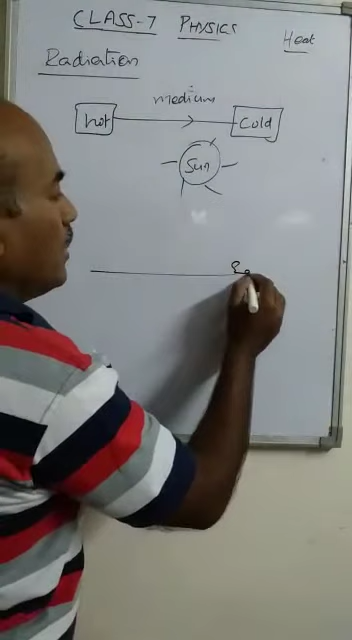 CLASS-7 PHYSICS
Heat
Radiation
medium
hot
Cold
Sun